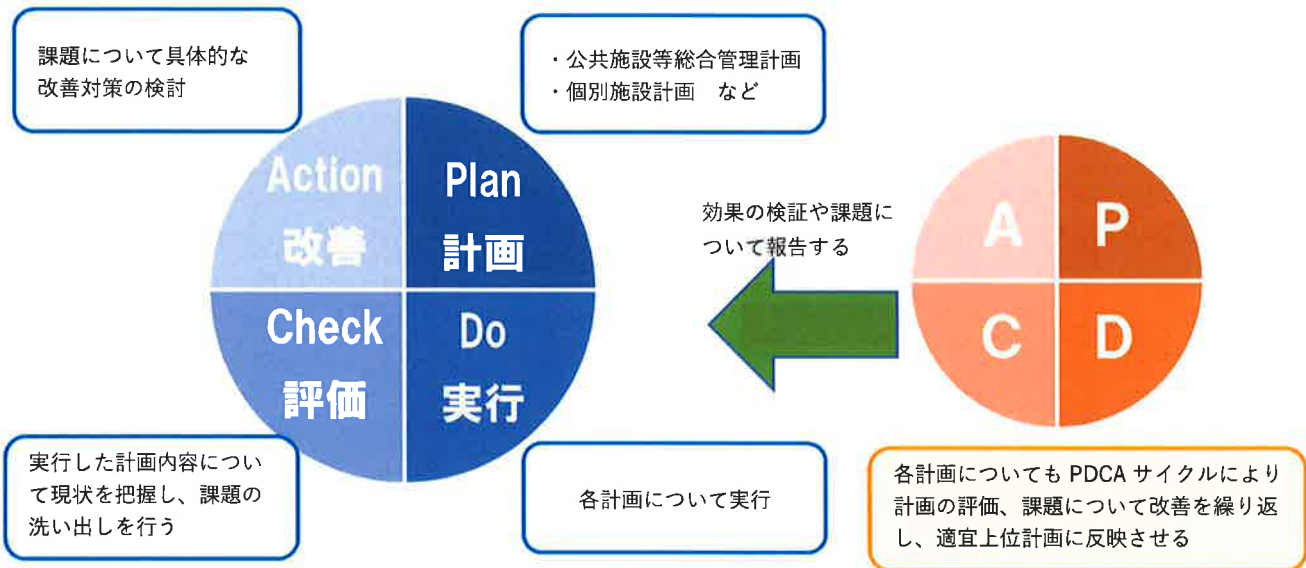 課題について具体的な
改善対策の検討
・公共施設等総合管理計画
・個別施設計画　など
Action
改善
Plan
計画
Check
評価
Do
実行
効果の検証や課題に
ついて報告する
A
P
C
D
実行した計画内容につい
て現状を把握し、課題の
洗い出しを行う
各計画について実行
各計画についても PDCA サイクルにより
計画の評価、課題について改善を繰り返
し、適宜上位計画に反映させる